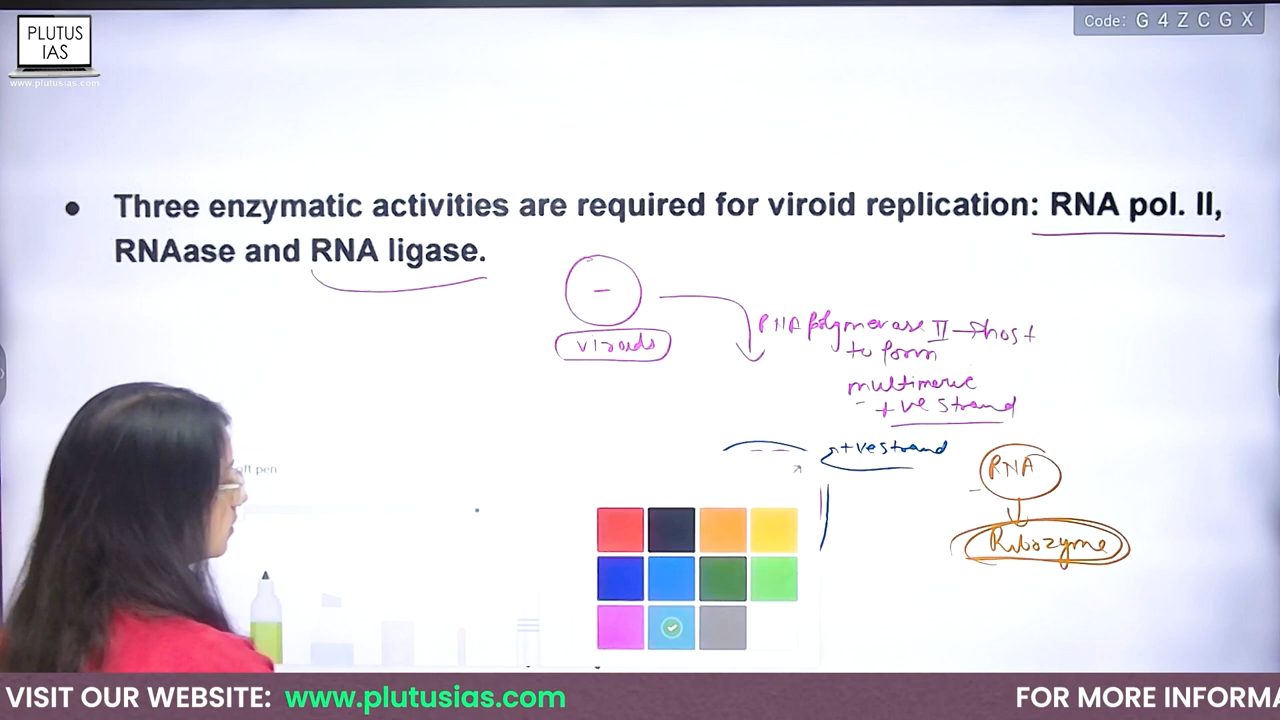 PLUTUS
IAS
www.plutusias.com
Code: G 4 Z C G X
• Three enzymatic activities are required for viroid replication: RNA pol. II,
RNAase and RNA ligase.
−
viroids
RNA polymerase II → host
to form
multimeric
+ve strand
+ve strand
RNA
Ribozyme
oft pen
VISIT OUR WEBSITE: www.plutusias.com
FOR MORE INFORMA